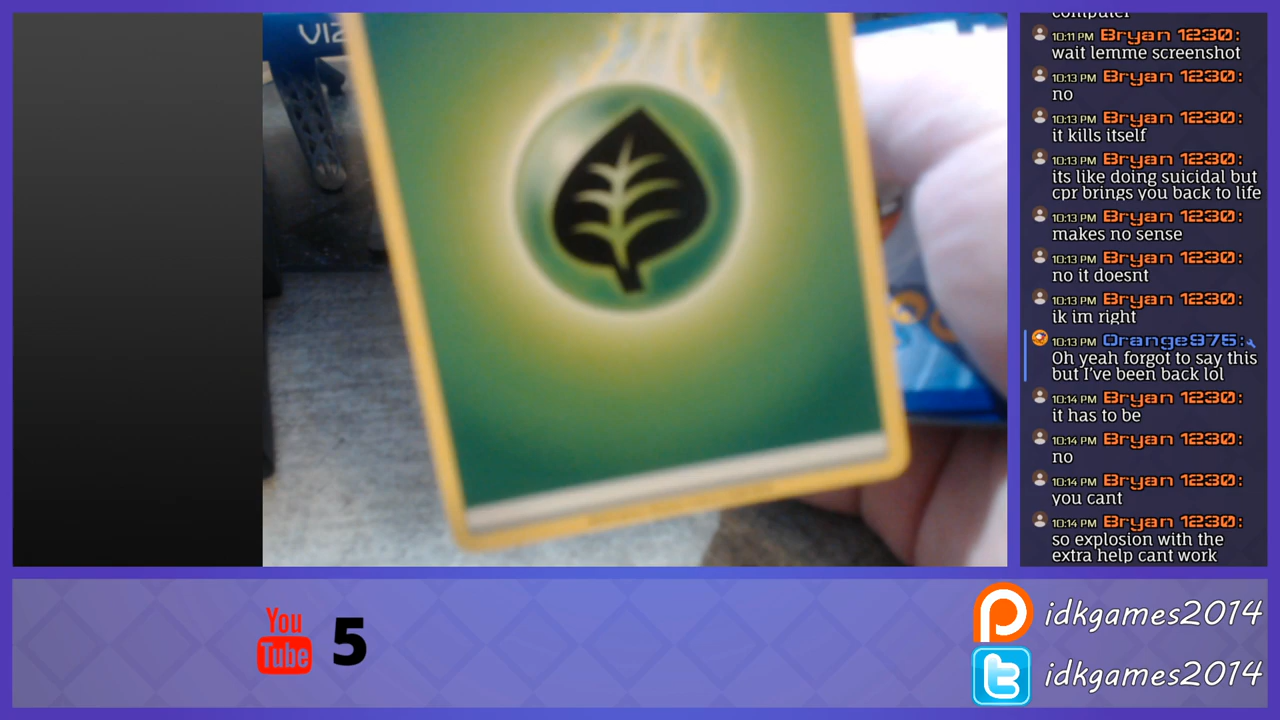 VIZ
computer
10:11 PM Bryan 1230:
wait lemme screenshot
10:13 PM Bryan 1230:
no
10:13 PM Bryan 1230:
it kills itself
10:13 PM Bryan 1230:
its like doing suicidal but
cpr brings you back to life
10:13 PM Bryan 1230:
makes no sense
10:13 PM Bryan 1230:
no it doesnt
10:13 PM Bryan 1230:
ik im right
10:13 PM Orange975:
Oh yeah forgot to say this
but I've been back lol
10:14 PM Bryan 1230:
it has to be
10:14 PM Bryan 1230:
no
10:14 PM Bryan 1230:
you cant
10:14 PM Bryan 1230:
so explosion with the
extra help cant work
You
Tube 5
idkgames2014
idkgames2014